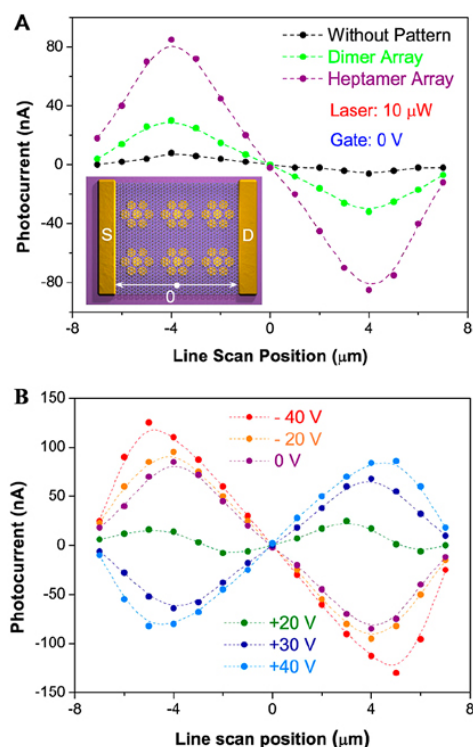 A
Without Pattern
Dimer Array
Heptamer Array
Laser: 10 μW
Gate: 0 V
Photocurrent (nA)
80
40
0
-40
-80
S
D
0
-8
-4
0
4
8
Line Scan Position (μm)
B
- 40 V
- 20 V
0 V
+20 V
+30 V
+40 V
Photocurrent (nA)
150
100
50
0
-50
-100
-150
-8
-4
0
4
8
Line scan position (μm)